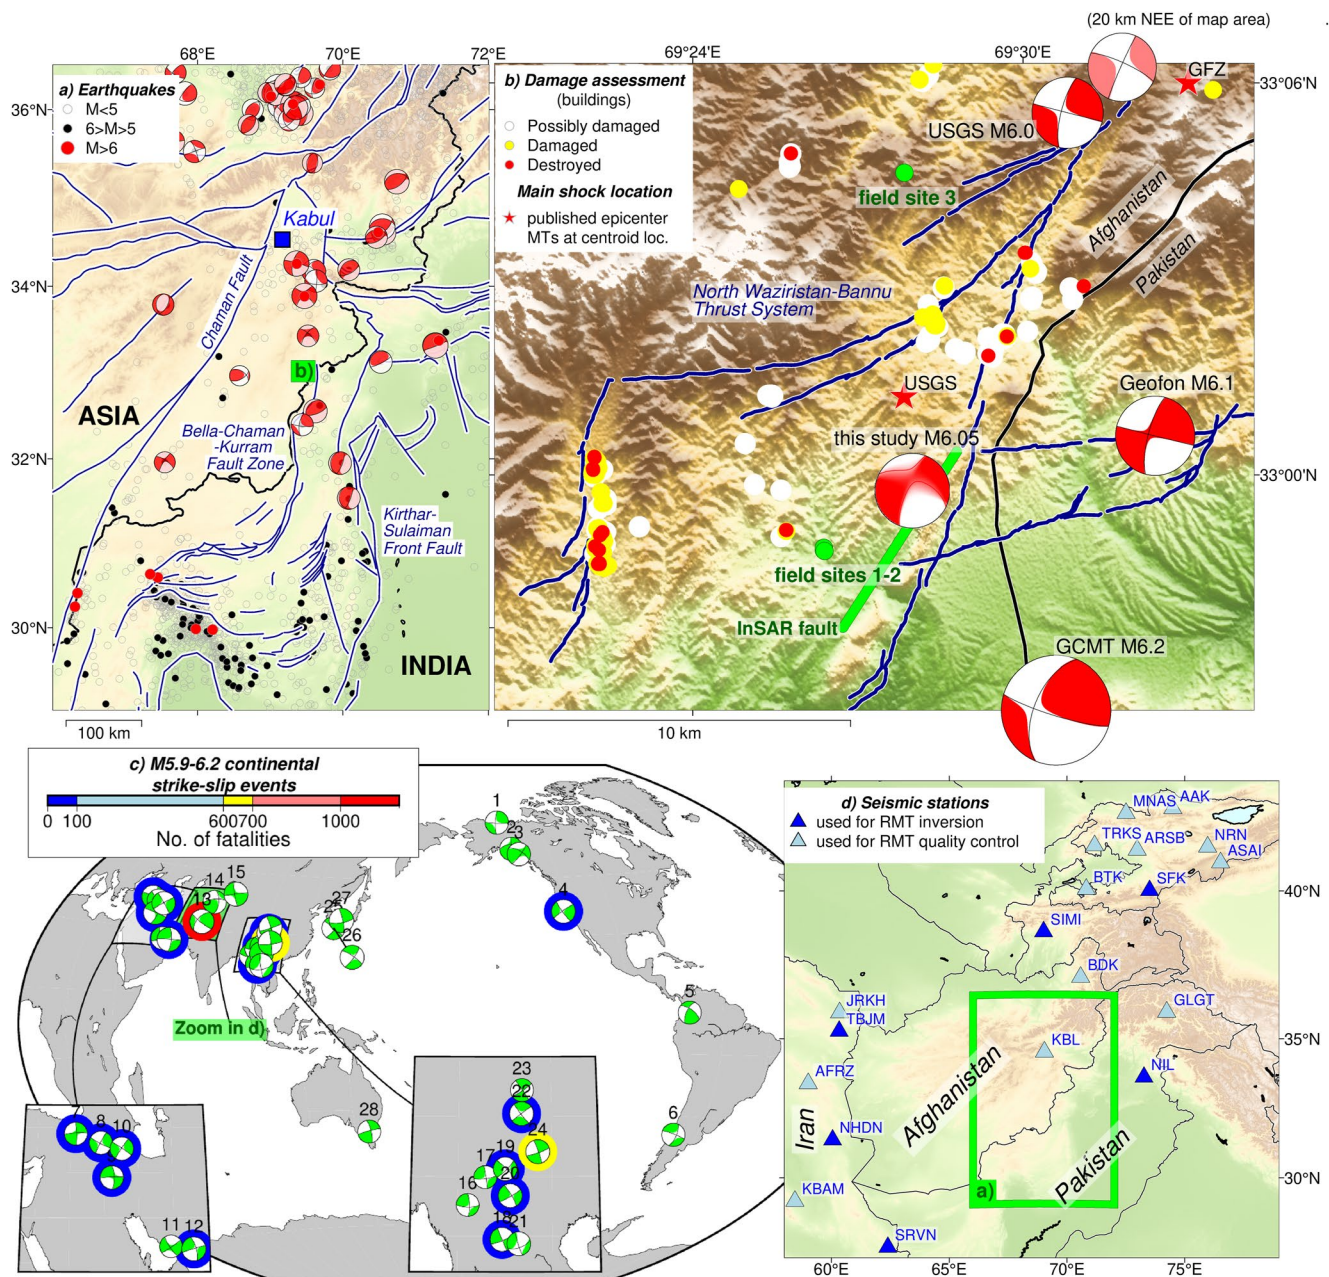 (20 km NEE of map area)
68°E
70°E
72°E
69°24'E
69°30'E
a) Earthquakes
M<5
6>M>5
M>6
36°N
34°N
32°N
30°N
Kabul
Chaman Fault
b)
ASIA
Bella-Chaman
-Kurram
Fault Zone
Kirthar-
Sulaiman
Front Fault
INDIA
100 km
b) Damage assessment
(buildings)
Possibly damaged
Damaged
Destroyed
Main shock location
published epicenter
MTs at centroid loc.
GFZ
33°06'N
USGS M6.0
field site 3
Afghanistan
Pakistan
North Waziristan-Bannu
Thrust System
USGS
Geofon M6.1
this study M6.05
33°00'N
field sites 1-2
InSAR fault
GCMT M6.2
10 km
c) M5.9-6.2 continental
strike-slip events
0 100 600 700 1000
No. of fatalities
1
2
3
4
5
6
13
14
15
27
26
28
Zoom in d)
7
8
10
11
12
23
22
24
19
17
20
16
18
21
d) Seismic stations
used for RMT inversion
used for RMT quality control
MNAS
AAK
TRKS
ARSB
NRN
ASAI
BTK
SFK
SIMI
BDK
JRKH
TBJM
GLGT
KBL
NIL
AFRZ
NHDN
KBAM
SRVN
Iran
Afghanistan
Pakistan
a)
40°N
35°N
30°N
60°E
65°E
70°E
75°E